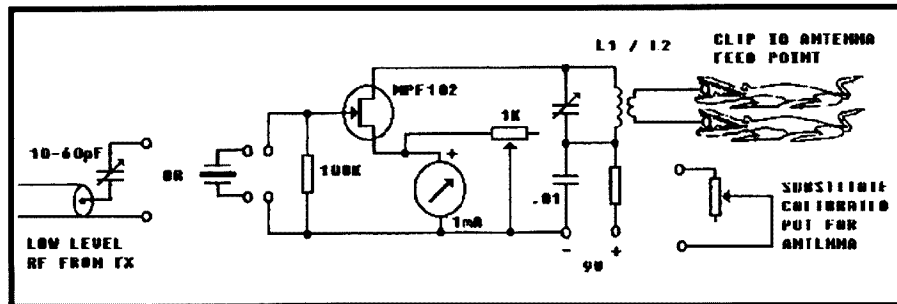 L1 / L2
CLIP TO ANTENNA
FEED POINT
MPF102
10-60pF
OR
100K
1K
+
1mA
.01
- +
9V
LOW LEVEL
RF FROM TX
SUBSTITUTE
POT FOR
ANTENNA